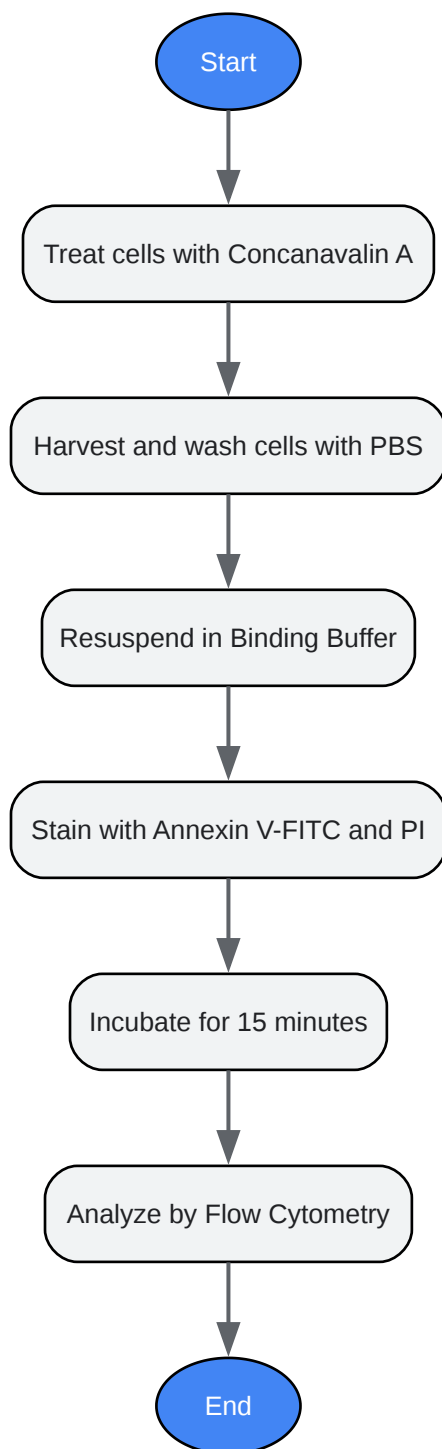 Start
Treat cells with Concanavalin A
Harvest and wash cells with PBS
Resuspend in Binding Buffer
Stain with Annexin V-FITC and PI
Incubate for 15 minutes
Analyze by Flow Cytometry
End